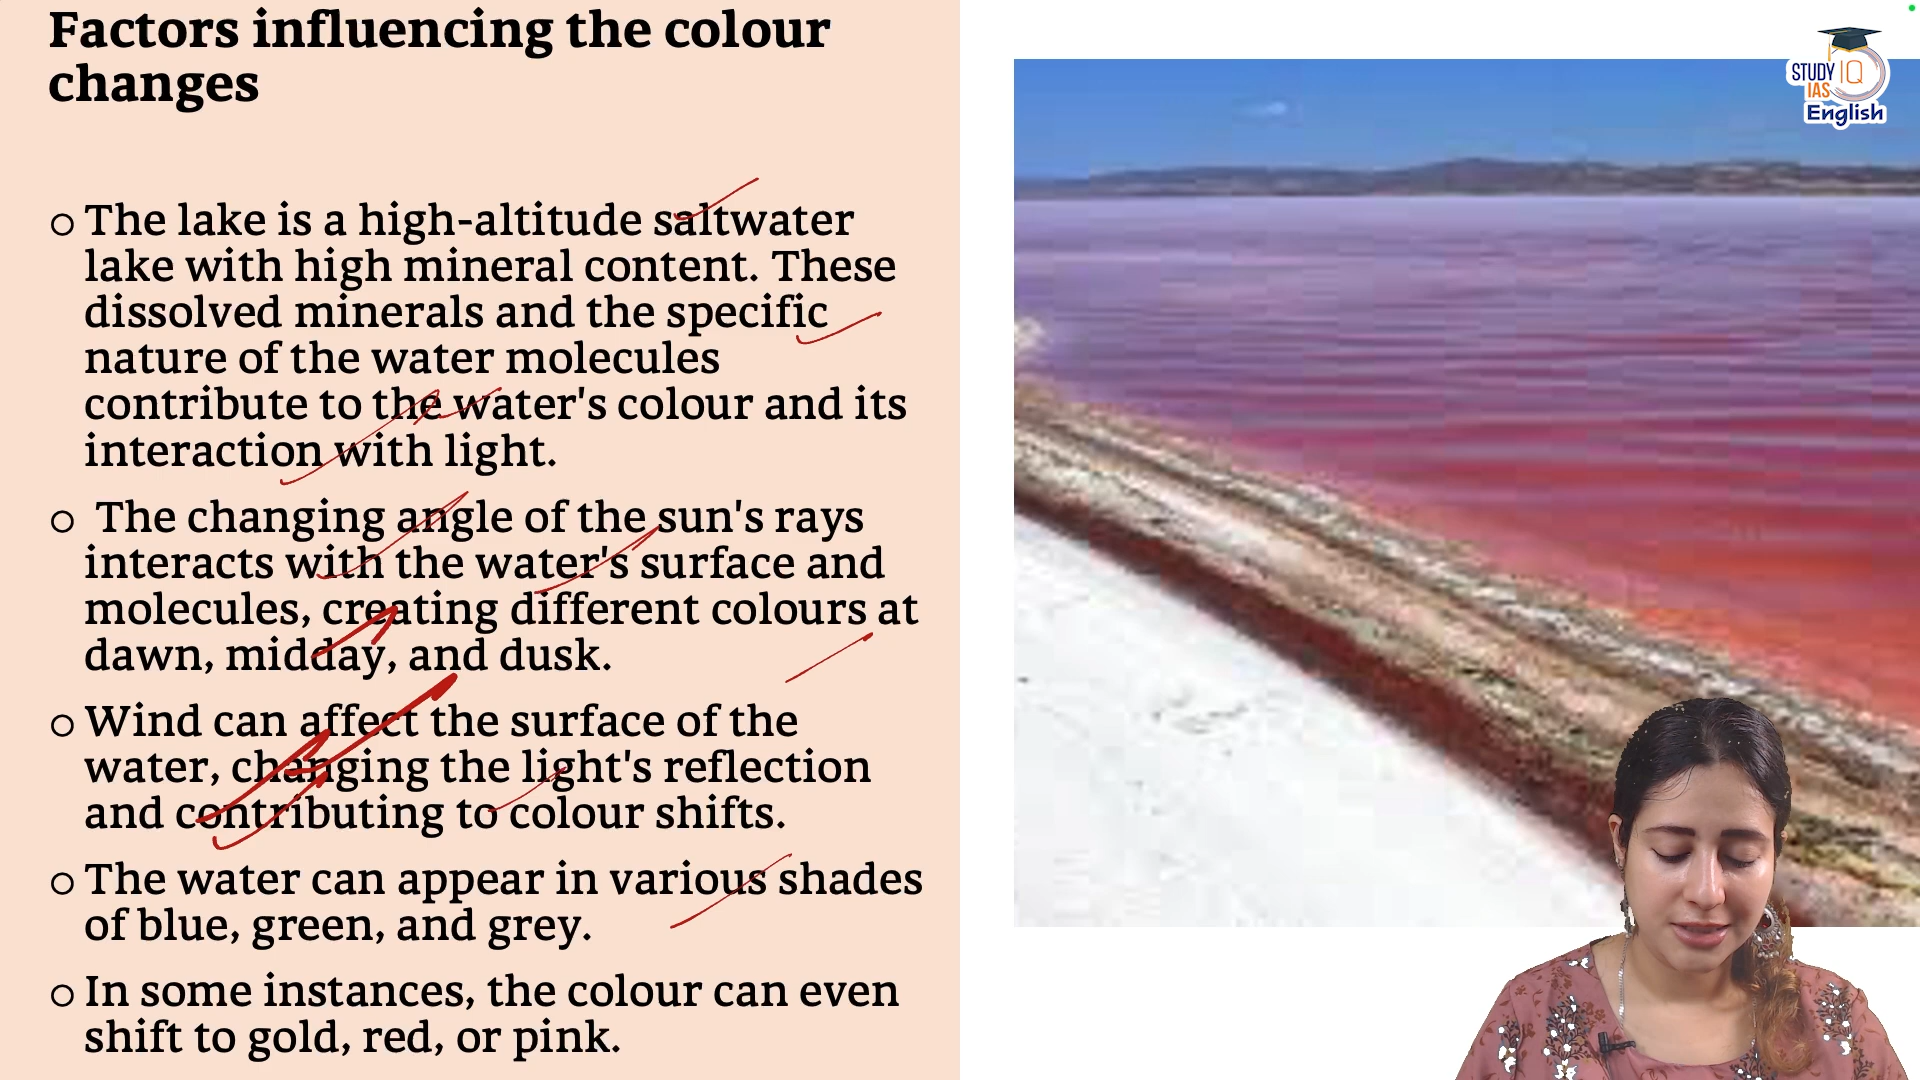 Factors influencing the colour
changes
The lake is a high-altitude saltwater
lake with high mineral content. These
dissolved minerals and the specific
nature of the water molecules
contribute to the water's colour and its
interaction with light.
The changing angle of the sun's rays
interacts with the water's surface and
molecules, creating different colours at
dawn, midday, and dusk.
Wind can affect the surface of the
water, changing the light's reflection
and contributing to colour shifts.
The water can appear in various shades
of blue, green, and grey.
In some instances, the colour can even
shift to gold, red, or pink.
STUDY IQ
IAS
English